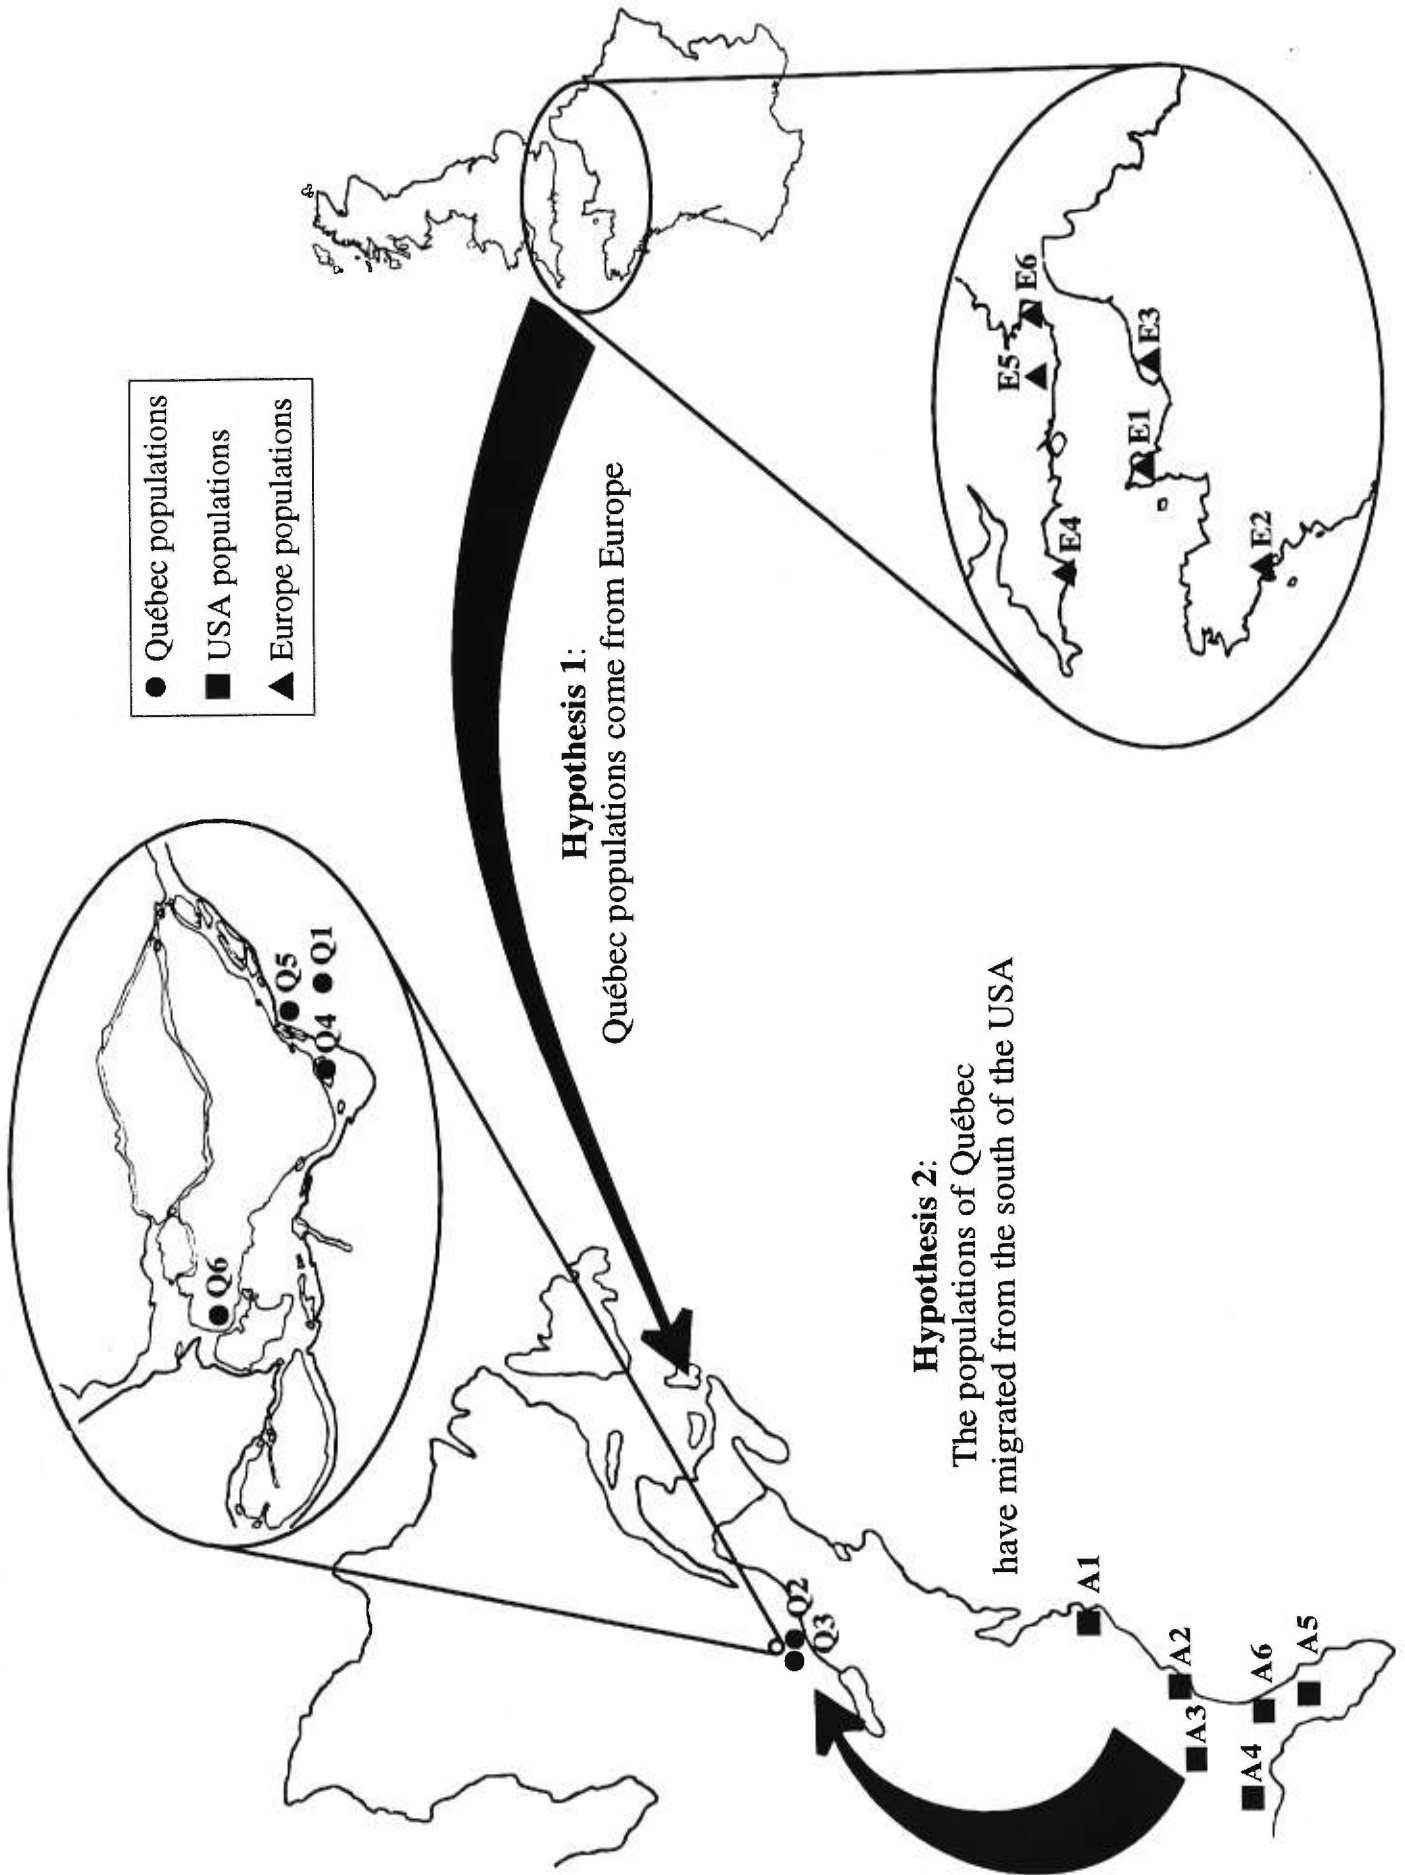 Québec populations
USA populations
Europe populations
Q6
Q4
Q5
Q1
Hypothesis 1:
Québec populations come from Europe
Q2
Q3
Hypothesis 2:
The populations of Québec
have migrated from the south of the USA
A1
A2
A3
A6
A4
A5
E5
E6
E4
E1
E3
E2